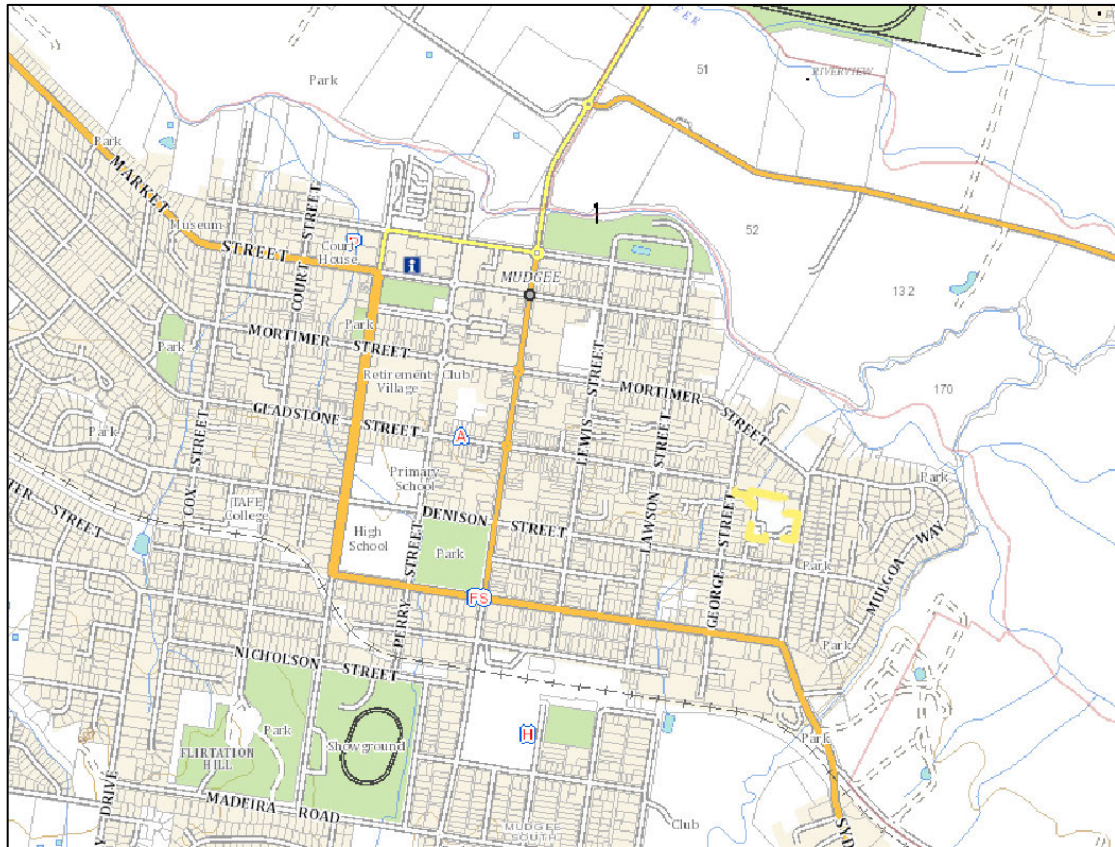 51
RIVERVIEW
Park
Park
1
52
MARKET
STREET
Museum
STREET
Court
House
COURT
MUDGEE
13 2
Park
Park
MORTIMER
STREET
Retirement
Village
Club
LEWIS
STREET
MORTIMER
STREET
170
GLADSTONE
STREET
Park
A
COX
STREET
Primary
School
LAWSON
STREET
Park
STREET
TAFE
College
High
School
DENISON
STREET
Park
PERRY
STREET
GEORGE
STREET
Park
MULGOA
WAY
FS
Park
NICHOLSON
STREET
Park
FLIRTATION
HILL
Showground
H
Park
DRIVE
MADEIRA
ROAD
MUDGEE
SOUTH
Club
SYD